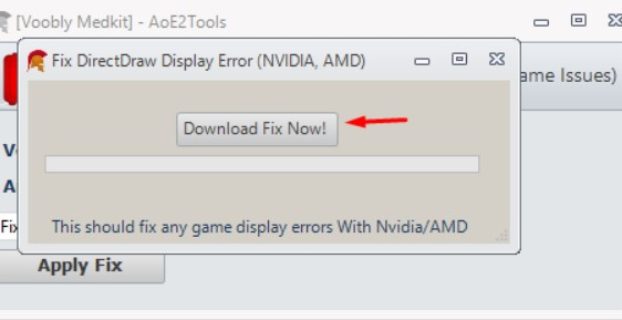 [Voobly Medkit] - AoE2Tools
Fix DirectDraw Display Error (NVIDIA, AMD)
ame Issues)
Download Fix Now!
This should fix any game display errors With Nvidia/AMD
Fix
Apply Fix